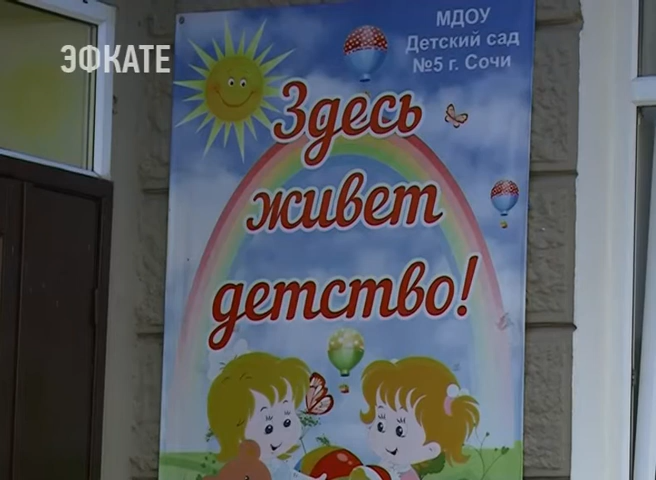 ЭФКАТЕ
МДОУ
Детский сад
№5 г. Сочи
Здесь
живет
детство!